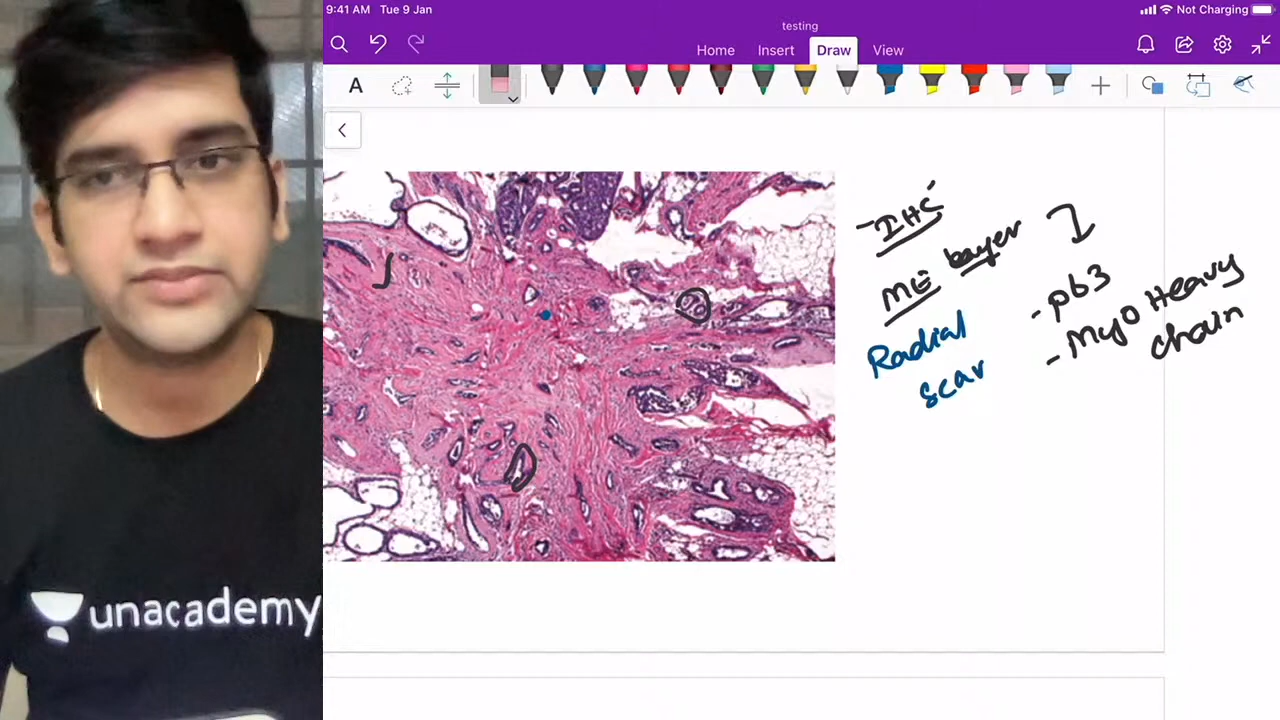 9:41 AM Tue 9 Jan
Not Charging
testing
Home Insert Draw View
A
- IHC
ME layer
- p63
- Myo Heavy
chain
Radial
scar
unacademy